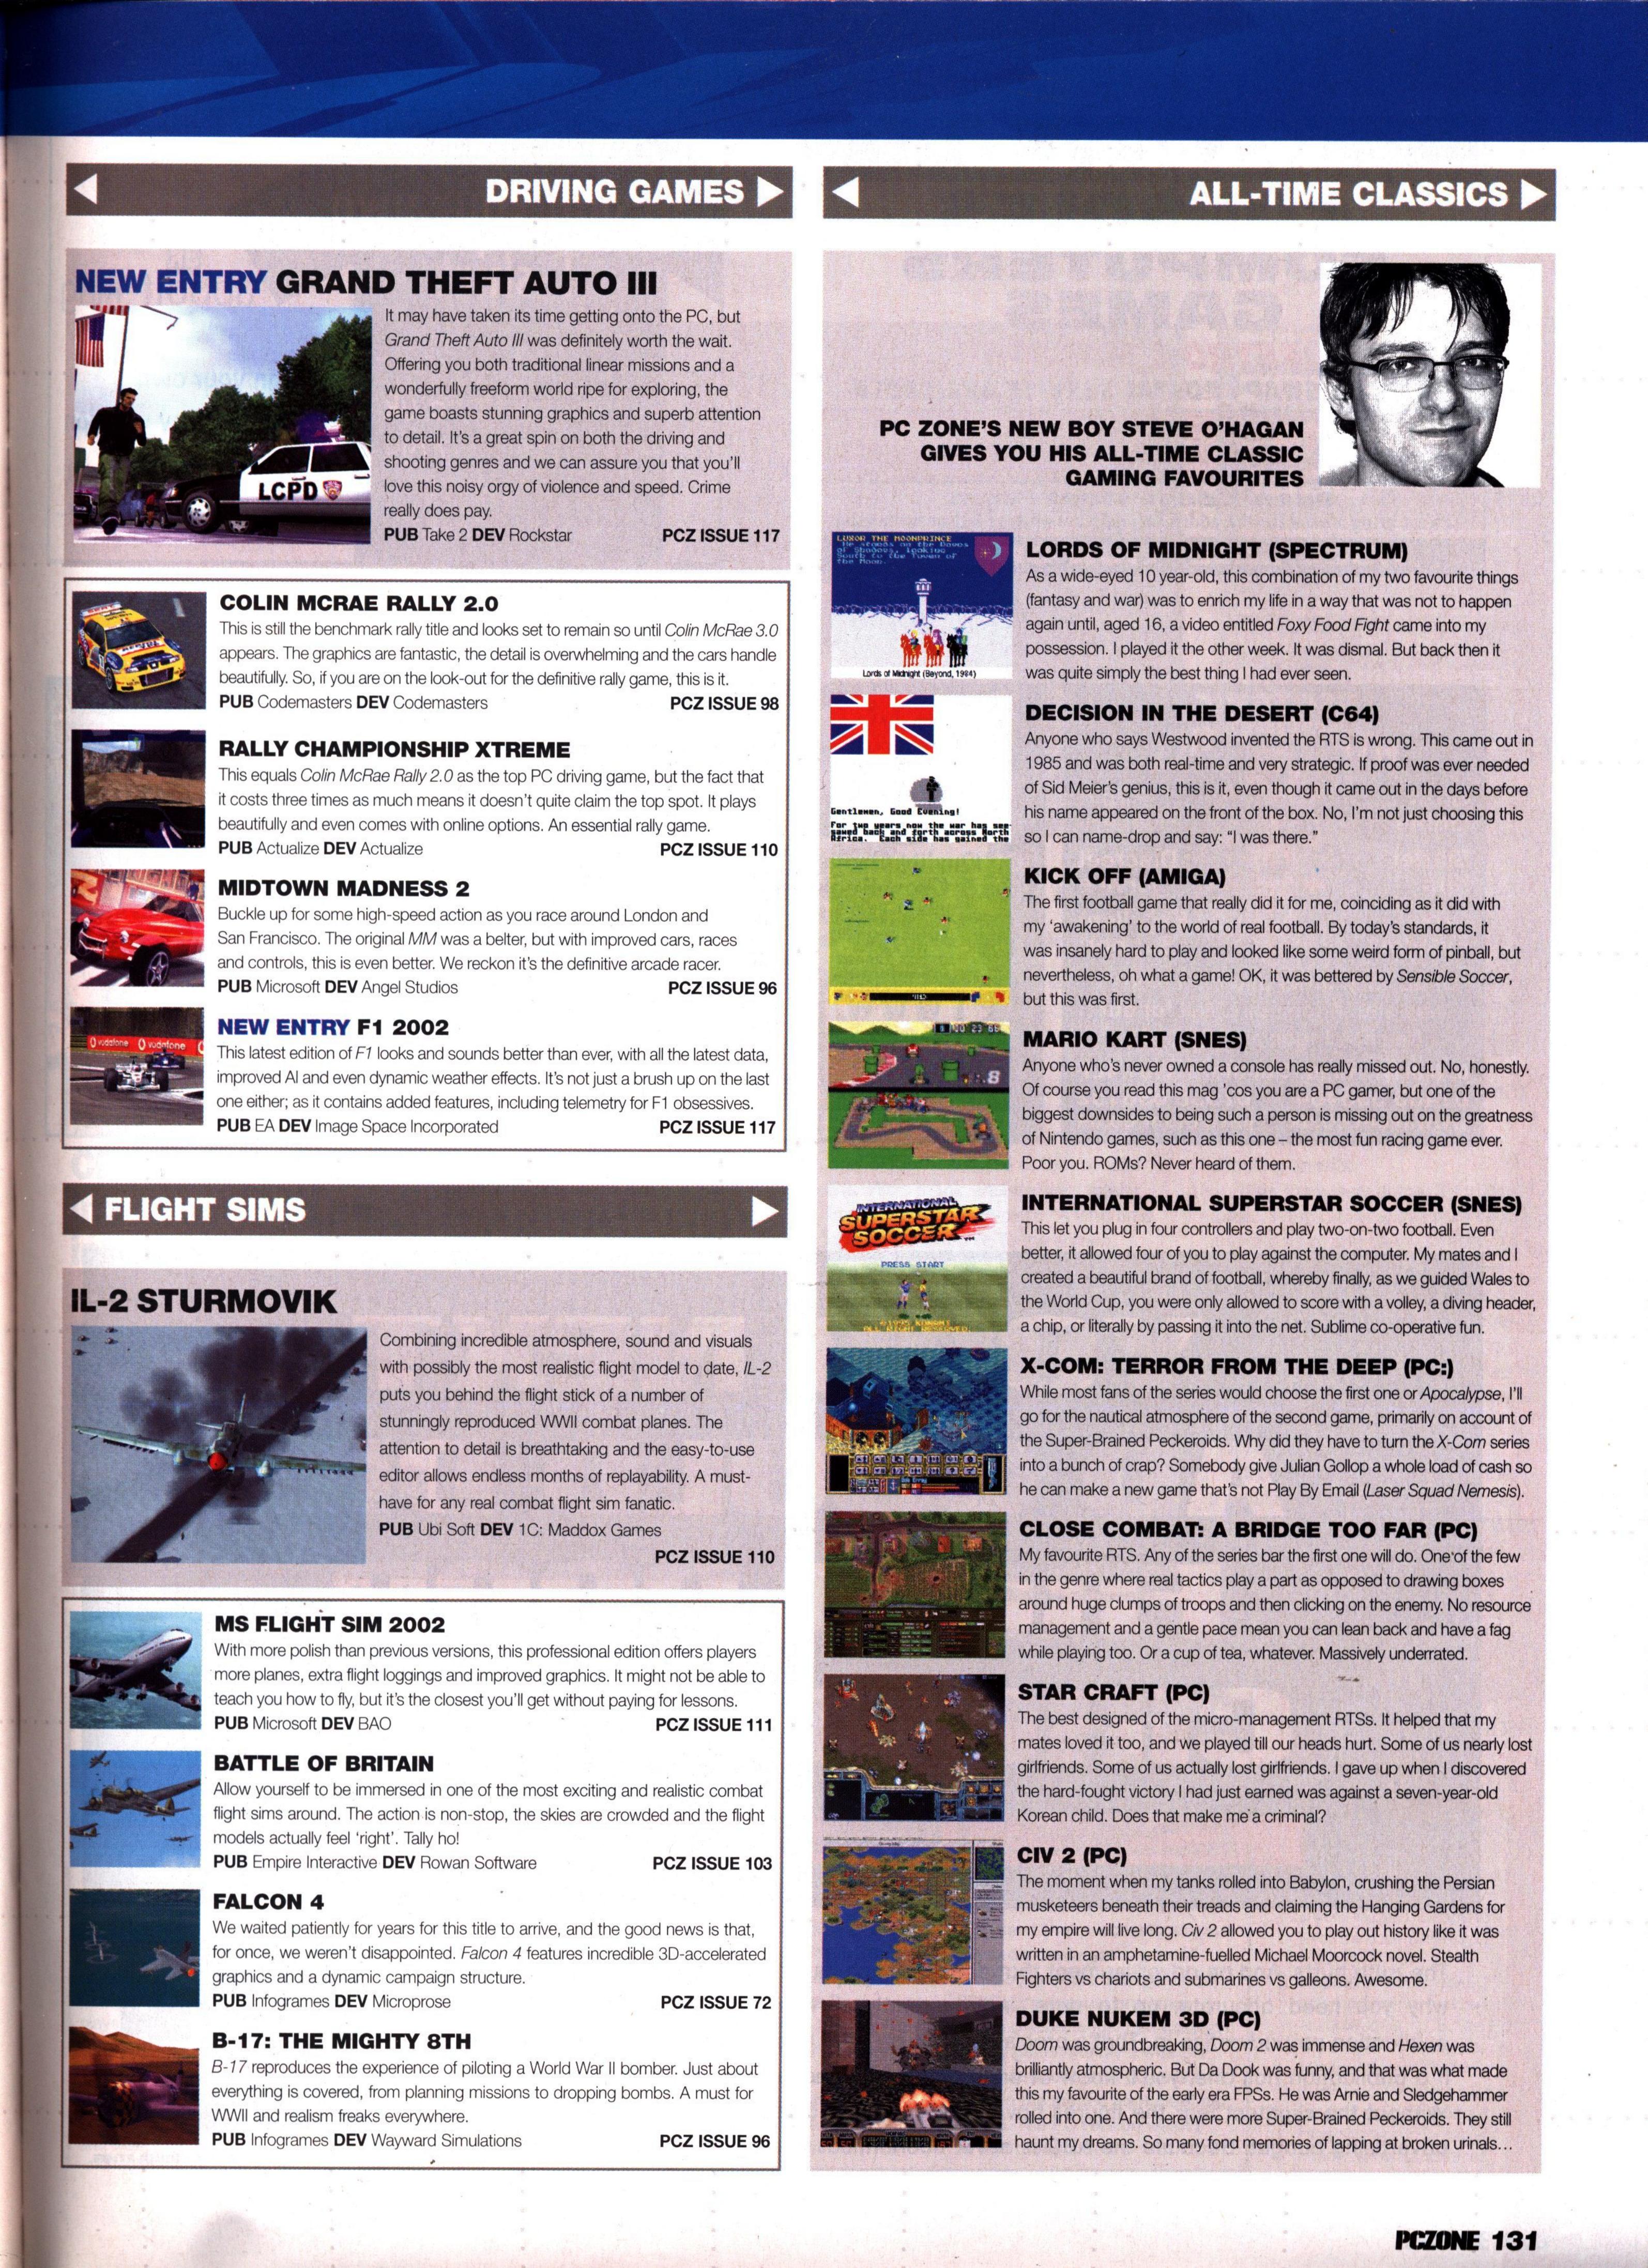 DRIVING GAMES
NEW ENTRY GRAND THEFT AUTO III
LCPD
It may have taken its time getting onto the PC, but
Grand Theft Auto III was definitely worth the wait.
Offering you both traditional linear missions and a
wonderfully freeform world ripe for exploring, the
game boasts stunning graphics and superb attention
to detail. It's a great spin on both the driving and
shooting genres and we can assure you that you'll
love this noisy orgy of violence and speed. Crime
really does pay.
PUB Take 2 DEV Rockstar PCZ ISSUE 117
COLIN MCRAE RALLY 2.0
This is still the benchmark rally title and looks set to remain so until Colin McRae 3.0
appears. The graphics are fantastic, the detail is overwhelming and the cars handle
beautifully. So, if you are on the look-out for the definitive rally game, this is it.
PUB Codemasters DEV Codemasters PCZ ISSUE 98
RALLY CHAMPIONSHIP XTREME
This equals Colin McRae Rally 2.0 as the top PC driving game, but the fact that
it costs three times as much means it doesn't quite claim the top spot. It plays
beautifully and even comes with online options. An essential rally game.
PUB Actualize DEV Actualize PCZ ISSUE 110
MIDTOWN MADNESS 2
Buckle up for some high-speed action as you race around London and
San Francisco. The original MM was a belter, but with improved cars, races
and controls, this is even better. We reckon it's the definitive arcade racer.
PUB Microsoft DEV Angel Studios PCZ ISSUE 96
vodafone vodafone
NEW ENTRY F1 2002
This latest edition of F1 looks and sounds better than ever, with all the latest data,
improved AI and even dynamic weather effects. It's not just a brush up on the last
one either; as it contains added features, including telemetry for F1 obsessives.
PUB EA DEV Image Space Incorporated PCZ ISSUE 117
FLIGHT SIMS
IL-2 STURMOVIK
Combining incredible atmosphere, sound and visuals
with possibly the most realistic flight model to date, IL-2
puts you behind the flight stick of a number of
stunningly reproduced WWII combat planes. The
attention to detail is breathtaking and the easy-to-use
editor allows endless months of replayability. A must-
have for any real combat flight sim fanatic.
PUB Ubi Soft DEV 1C: Maddox Games
PCZ ISSUE 110
MS FLIGHT SIM 2002
With more polish than previous versions, this professional edition offers players
more planes, extra flight loggings and improved graphics. It might not be able to
teach you how to fly, but it's the closest you'll get without paying for lessons.
PUB Microsoft DEV BAO PCZ ISSUE 111
BATTLE OF BRITAIN
Allow yourself to be immersed in one of the most exciting and realistic combat
flight sims around. The action is non-stop, the skies are crowded and the flight
models actually feel 'right'. Tally ho!
PUB Empire Interactive DEV Rowan Software PCZ ISSUE 103
FALCON 4
We waited patiently for years for this title to arrive, and the good news is that,
for once, we weren't disappointed. Falcon 4 features incredible 3D-accelerated
graphics and a dynamic campaign structure.
PUB Infogrames DEV Microprose PCZ ISSUE 72
B-17: THE MIGHTY 8TH
B-17 reproduces the experience of piloting a World War II bomber. Just about
everything is covered, from planning missions to dropping bombs. A must for
WWII and realism freaks everywhere.
PUB Infogrames DEV Wayward Simulations PCZ ISSUE 96
ALL-TIME CLASSICS
PC ZONE'S NEW BOY STEVE O'HAGAN
GIVES YOU HIS ALL-TIME CLASSIC
GAMING FAVOURITES
LUXOR THE MOONPRINCE
He stands on the Downs
of Shadows, looking
South to the Tower of
the Moon.
Lords of Midnight (Beyond, 1984)
LORDS OF MIDNIGHT (SPECTRUM)
As a wide-eyed 10 year-old, this combination of my two favourite things
(fantasy and war) was to enrich my life in a way that was not to happen
again until, aged 16, a video entitled Foxy Food Fight came into my
possession. I played it the other week. It was dismal. But back then it
was quite simply the best thing I had ever seen.
Gentlemen, Good Evening!
For two years now the war has see-
sawed back and forth across North
Africa. Each side has gained the
DECISION IN THE DESERT (C64)
Anyone who says Westwood invented the RTS is wrong. This came out in
1985 and was both real-time and very strategic. If proof was ever needed
of Sid Meier's genius, this is it, even though it came out in the days before
his name appeared on the front of the box. No, I'm not just choosing this
so I can name-drop and say: "I was there."
KICK OFF (AMIGA)
The first football game that really did it for me, coinciding as it did with
my 'awakening' to the world of real football. By today's standards, it
was insanely hard to play and looked like some weird form of pinball, but
nevertheless, oh what a game! OK, it was bettered by Sensible Soccer,
but this was first.
MARIO KART (SNES)
Anyone who's never owned a console has really missed out. No, honestly.
Of course you read this mag 'cos you are a PC gamer, but one of the
biggest downsides to being such a person is missing out on the greatness
of Nintendo games, such as this one – the most fun racing game ever.
Poor you. ROMs? Never heard of them.
INTERNATIONAL
SUPERSTAR
SOCCER
PRESS START
©1995 KONAMI
ALL RIGHT RESERVED
INTERNATIONAL SUPERSTAR SOCCER (SNES)
This let you plug in four controllers and play two-on-two football. Even
better, it allowed four of you to play against the computer. My mates and I
created a beautiful brand of football, whereby finally, as we guided Wales to
the World Cup, you were only allowed to score with a volley, a diving header,
a chip, or literally by passing it into the net. Sublime co-operative fun.
X-COM: TERROR FROM THE DEEP (PC:)
While most fans of the series would choose the first one or Apocalypse, I'll
go for the nautical atmosphere of the second game, primarily on account of
the Super-Brained Peckeroids. Why did they have to turn the X-Com series
into a bunch of crap? Somebody give Julian Gollop a whole load of cash so
he can make a new game that's not Play By Email (Laser Squad Nemesis).
CLOSE COMBAT: A BRIDGE TOO FAR (PC)
My favourite RTS. Any of the series bar the first one will do. One of the few
in the genre where real tactics play a part as opposed to drawing boxes
around huge clumps of troops and then clicking on the enemy. No resource
management and a gentle pace mean you can lean back and have a fag
while playing too. Or a cup of tea, whatever. Massively underrated.
STAR CRAFT (PC)
The best designed of the micro-management RTSs. It helped that my
mates loved it too, and we played till our heads hurt. Some of us nearly lost
girlfriends. Some of us actually lost girlfriends. I gave up when I discovered
the hard-fought victory I had just earned was against a seven-year-old
Korean child. Does that make me a criminal?
CIV 2 (PC)
The moment when my tanks rolled into Babylon, crushing the Persian
musketeers beneath their treads and claiming the Hanging Gardens for
my empire will live long. Civ 2 allowed you to play out history like it was
written in an amphetamine-fuelled Michael Moorcock novel. Stealth
Fighters vs chariots and submarines vs galleons. Awesome.
DUKE NUKEM 3D (PC)
Doom was groundbreaking, Doom 2 was immense and Hexen was
brilliantly atmospheric. But Da Dook was funny, and that was what made
this my favourite of the early era FPSs. He was Arnie and Sledgehammer
rolled into one. And there were more Super-Brained Peckeroids. They still
haunt my dreams. So many fond memories of lapping at broken urinals...
PCZONE 131